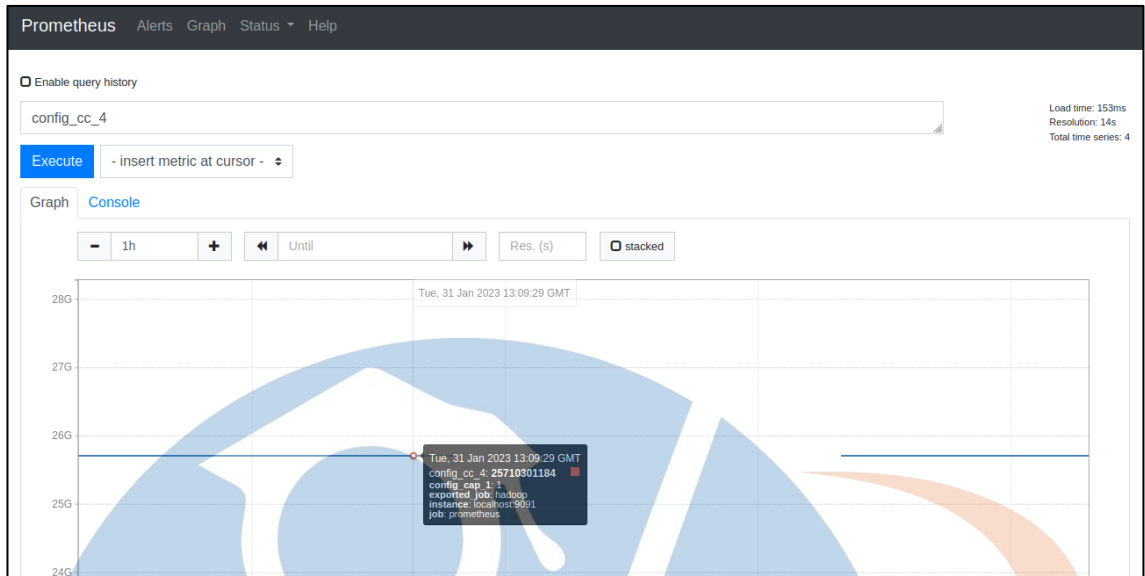 Prometheus Alerts Graph Status Help
Enable query history
config_cc_4
Load time: 153ms
Resolution: 14s
Total time series: 4
Execute - insert metric at cursor -
Graph Console
1h Until Res. (s) stacked
Tue, 31 Jan 2023 13:09:29 GMT
28G
27G
26G
Tue, 31 Jan 2023 13:09:29 GMT
config_cc_4: 25710301184
config_cap_1: 1
exported_job: hadoop
instance: localhost:9091
job: prometheus
25G
24G